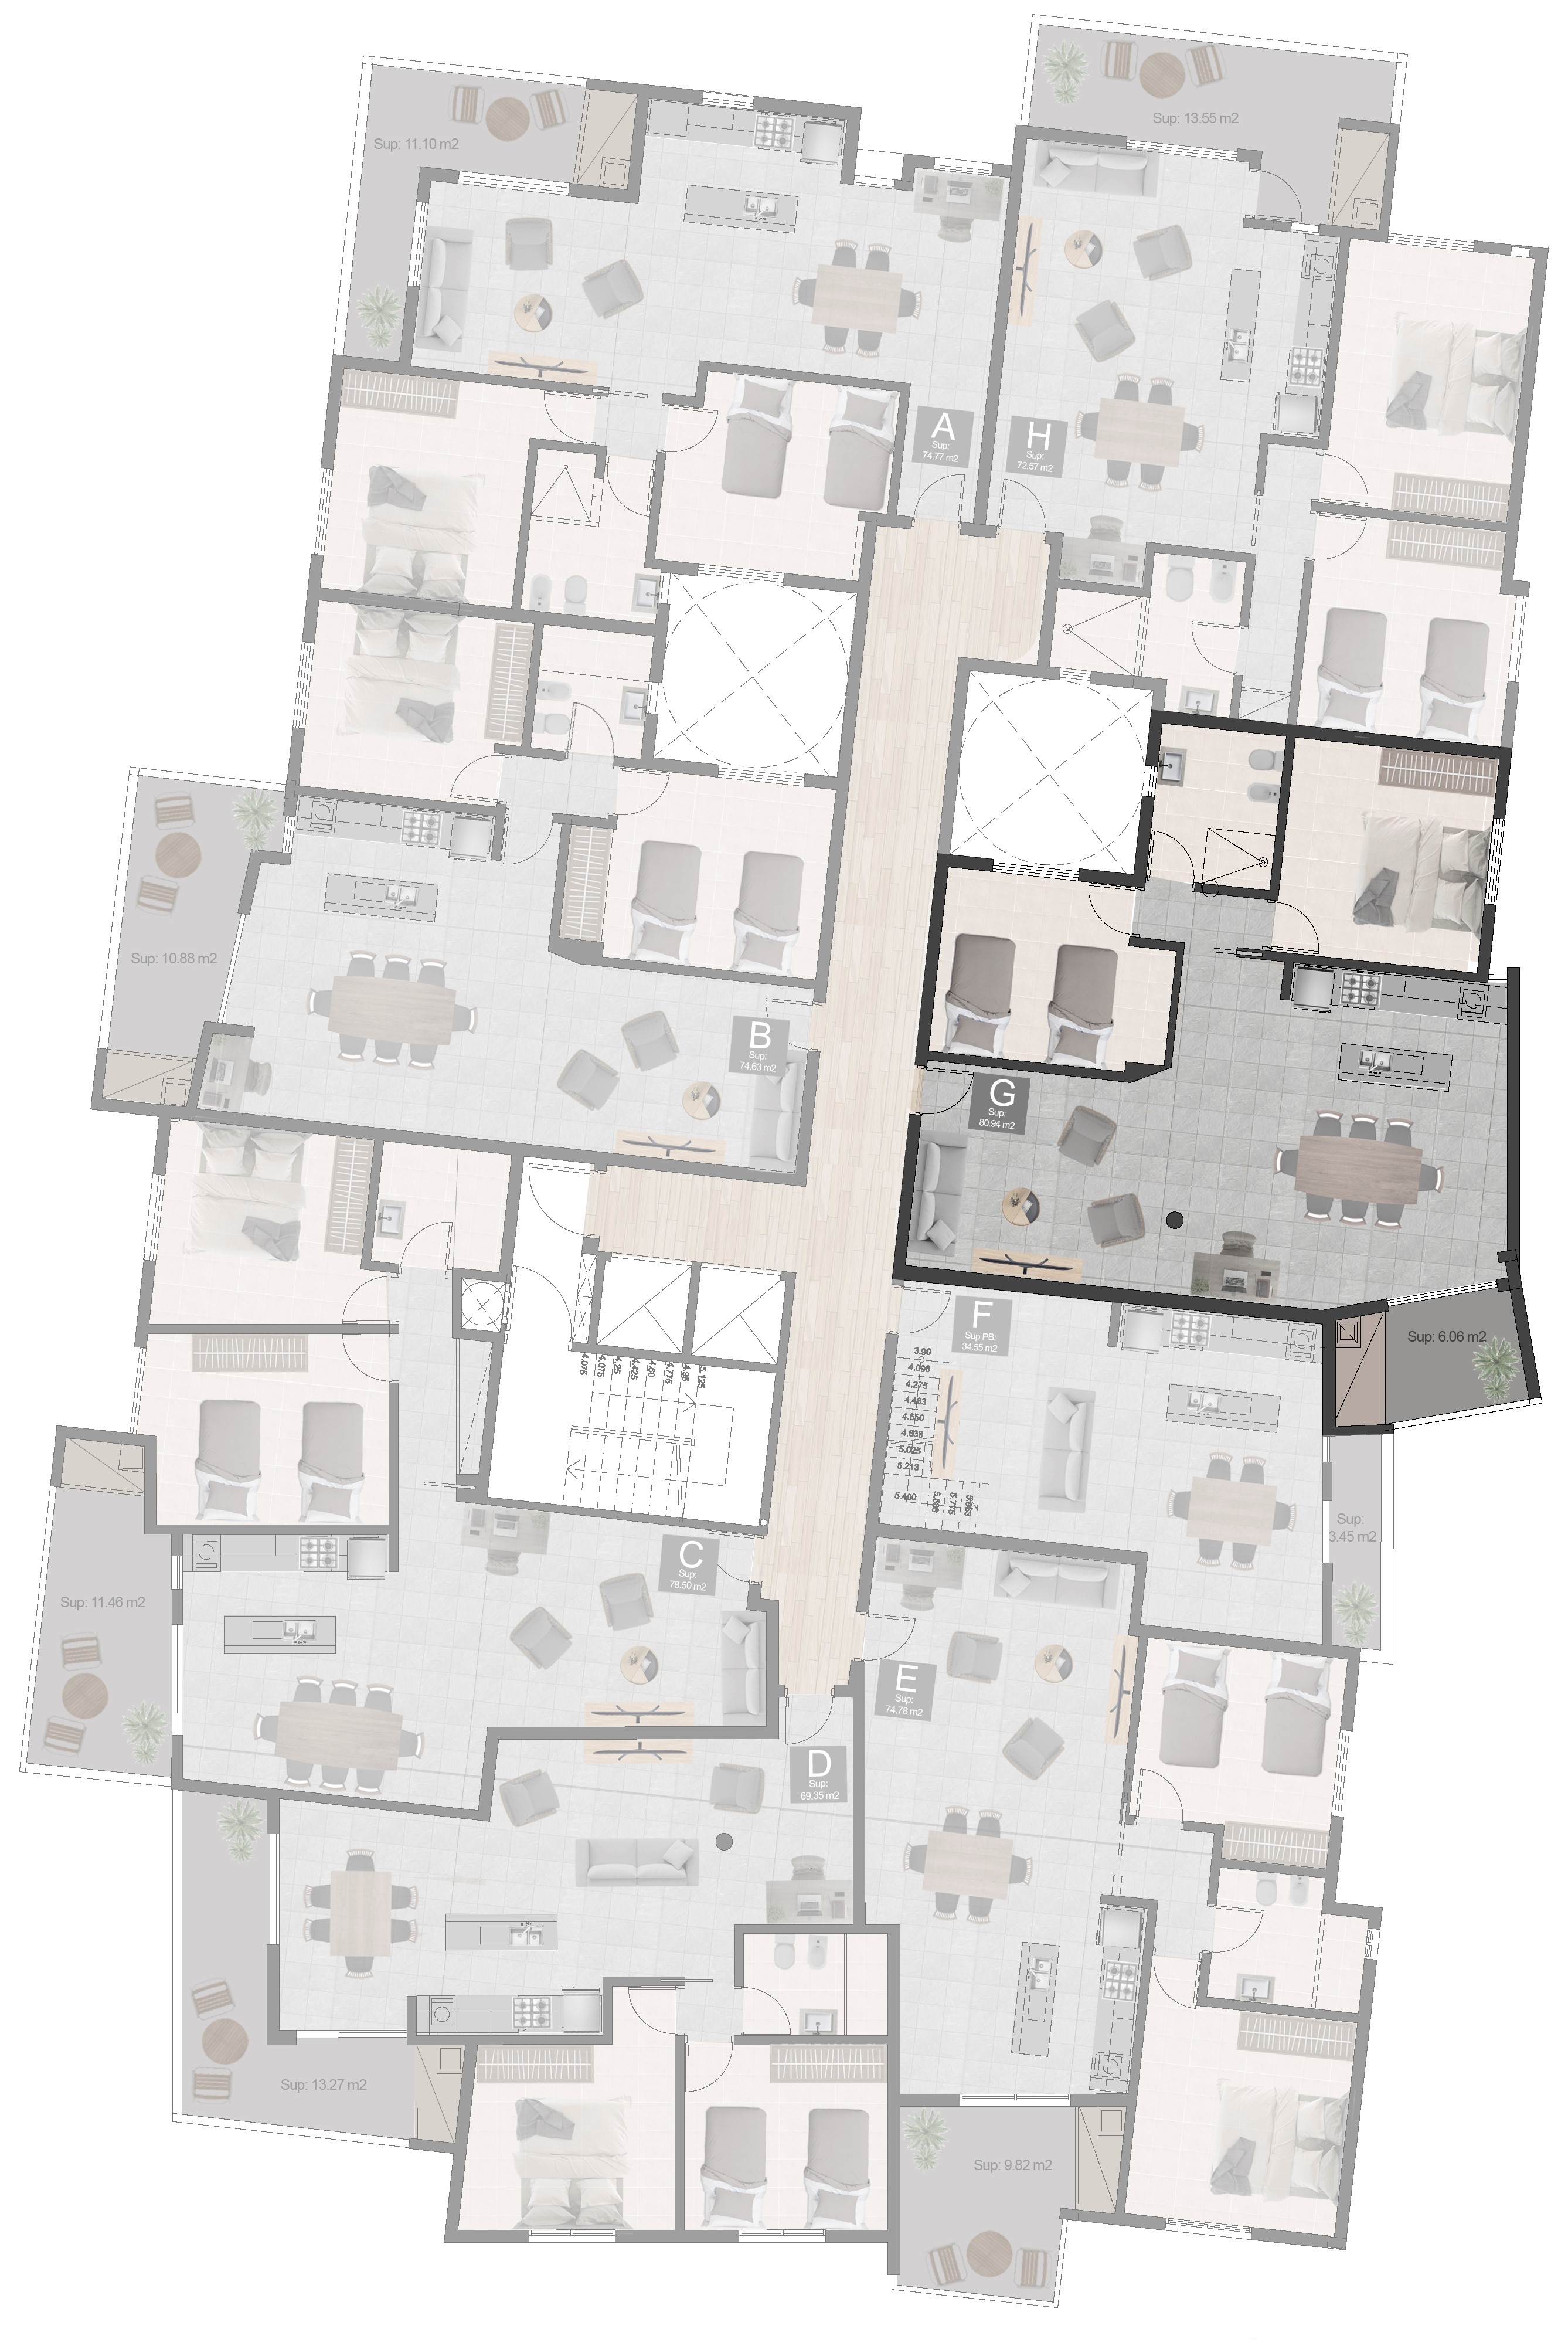 Sup: 13.55 m2
Sup: 11.10 m2
A
Sup:
74.77 m2
H
Sup:
72.57 m2
Sup: 10.88 m2
B
Sup:
74.63 m2
G
Sup:
80.94 m2
F
Sup PB:
34.55 m2
Sup: 6.06 m2
3.90
4.098
4.275
4.463
4.650
4.838
5.025
5.213
5.400
5.588
5.775
5.963
4.075
4.075
4.25
4.425
4.60
4.775
4.95
5.125
Sup:
3.45 m2
C
Sup:
78.50 m2
Sup: 11.46 m2
E
Sup:
74.78 m2
D
Sup:
69.35 m2
Sup: 13.27 m2
Sup: 9.82 m2